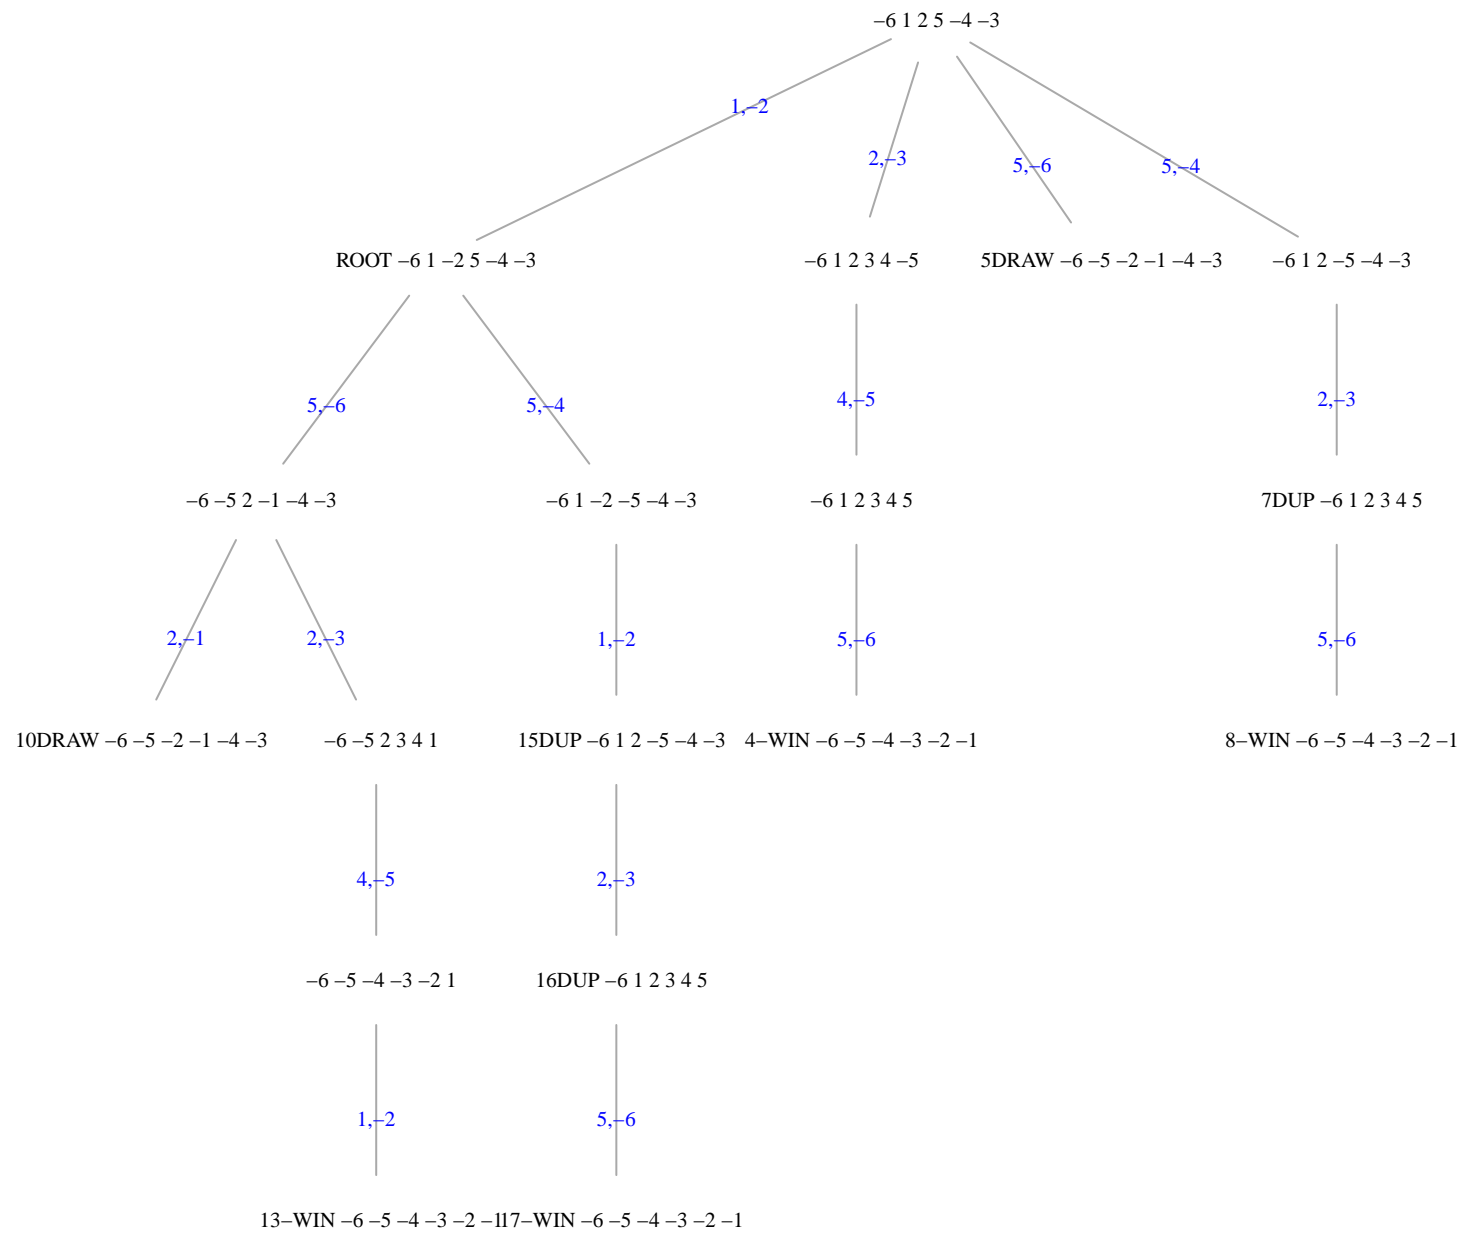 −6 1 2 5 −4 −3
1,−2
2,−3
5,−6
5,−4
ROOT −6 1 −2 5 −4 −3
−6 1 2 3 4 −5
5DRAW −6 −5 −2 −1 −4 −3
−6 1 2 −5 −4 −3
5,−6
5,−4
4,−5
2,−3
−6 −5 2 −1 −4 −3
−6 1 −2 −5 −4 −3
−6 1 2 3 4 5
7DUP −6 1 2 3 4 5
2,−1
2,−3
1,−2
5,−6
5,−6
10DRAW −6 −5 −2 −1 −4 −3
−6 −5 2 3 4 1
15DUP −6 1 2 −5 −4 −3
4−WIN −6 −5 −4 −3 −2 −1
8−WIN −6 −5 −4 −3 −2 −1
4,−5
2,−3
−6 −5 −4 −3 −2 1
16DUP −6 1 2 3 4 5
1,−2
5,−6
13−WIN −6 −5 −4 −3 −2 −1
17−WIN −6 −5 −4 −3 −2 −1